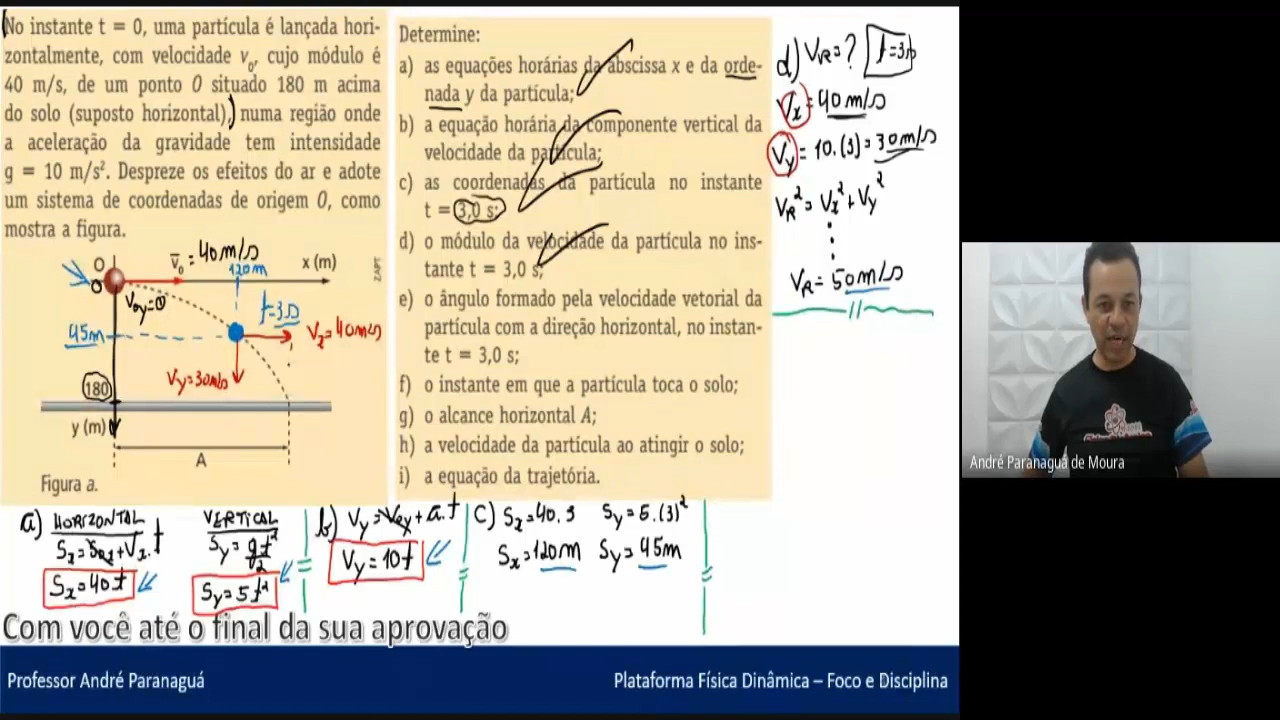 No instante t = 0, uma partícula é lançada hori-
zontalmente, com velocidade v₀, cujo módulo é
40 m/s, de um ponto O situado 180 m acima
do solo (suposto horizontal), numa região onde
a aceleração da gravidade tem intensidade
g = 10 m/s². Despreze os efeitos do ar e adote
um sistema de coordenadas de origem O, como
mostra a figura.
O
V₀ = 40m/s
120m
x (m)
ZAPT
0
V₀y=0
t=3s
45m
Vx=40m/s
Vy=30m/s
180
y (m)
A
Figura a.
Determine:
a) as equações horárias da abscissa x e da orde-
nada y da partícula;
b) a equação horária da componente vertical da
velocidade da partícula;
c) as coordenadas da partícula no instante
t = 3,0 s;
d) o módulo da velocidade da partícula no ins-
tante t = 3,0 s;
e) o ângulo formado pela velocidade vetorial da
partícula com a direção horizontal, no instan-
te t = 3,0 s;
f) o instante em que a partícula toca o solo;
g) o alcance horizontal A;
h) a velocidade da partícula ao atingir o solo;
i) a equação da trajetória.
d) VR=? t=3s
Vx=40m/s
Vy=10.(3)=30m/s
VR²=Vx²+Vy²
VR=50m/s
a) HORIZONTAL
Sx=S0x+Vx.t
Sx=40t
VERTICAL
Sy=gt²/2
Sy=5t²
b) Vy=V0y+a.t
Vy=10t
c) Sx=40.3 Sy=5.(3)²
Sx=120m Sy=45m
André Paranaguá de Moura
Com você até o final da sua aprovação
Professor André Paranaguá
Plataforma Física Dinâmica – Foco e Disciplina